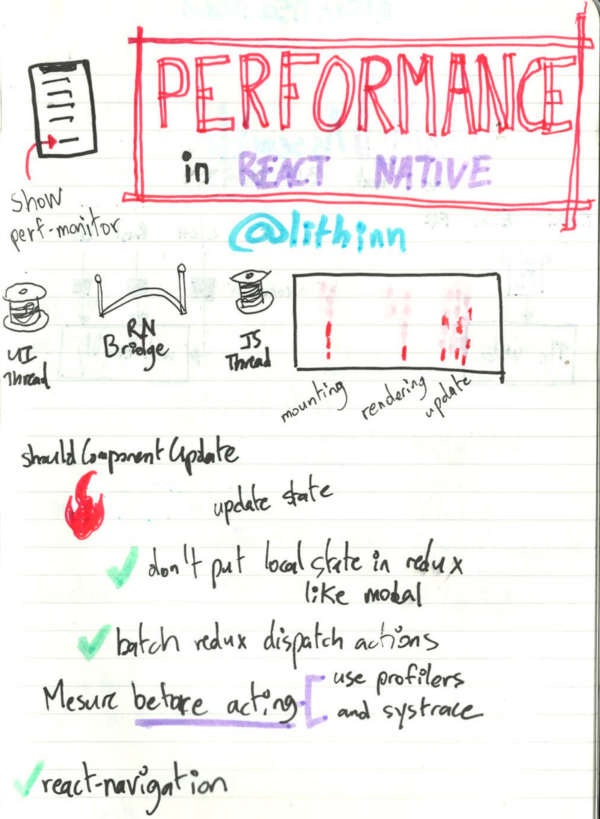 PERFORMANCE
in REACT NATIVE
show
perf-monitor
@lithinn
UI
Thread
RN
Bridge
JS
Thread
mounting
rendering
update
shouldComponentUpdate
update state
don't put local state in redux
like modal
batch redux dispatch actions
Mesure before acting
use profilers
and systrace
react-navigation